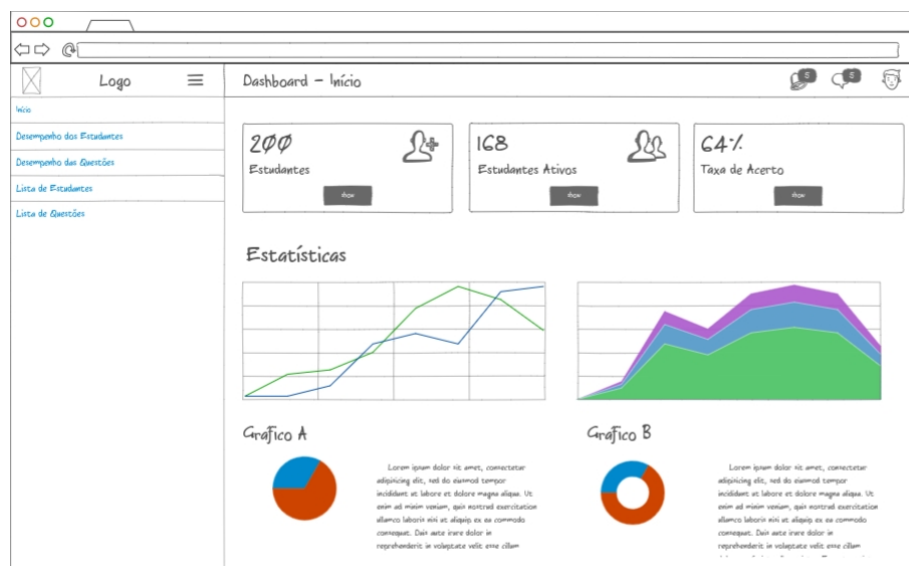 Logo
Dashboard - Início
5
5
Início
Desempenho dos Estudantes
Desempenho das Questões
Lista de Estudantes
Lista de Questões
200
Estudantes
show
168
Estudantes Ativos
show
64%
Taxa de Acerto
show
Estatísticas
Grafico A
Lorem ipsum dolor sit amet, consectetur
adipisicing elit, sed do eiusmod tempor
incididunt ut labore et dolore magna aliqua. Ut
enim ad minim veniam, quis nostrud exercitation
ullamco laboris nisi ut aliquip ex ea commodo
consequat. Duis aute irure dolor in
reprehenderit in voluptate velit esse cillum
Grafico B
Lorem ipsum dolor sit amet, consectetur
adipisicing elit, sed do eiusmod tempor
incididunt ut labore et dolore magna aliqua. Ut
enim ad minim veniam, quis nostrud exercitation
ullamco laboris nisi ut aliquip ex ea commodo
consequat. Duis aute irure dolor in
reprehenderit in voluptate velit esse cillum